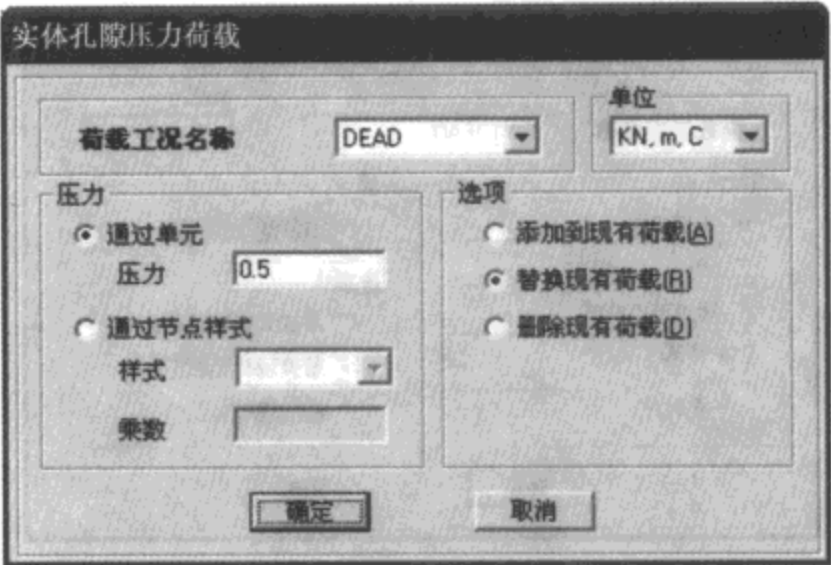 实体孔隙压力荷载
单位
荷载工况名称 DEAD KN, m, C
压力
通过单元
压力 0.5
通过节点样式
样式
乘数
选项
添加到现有荷载(A)
替换现有荷载(R)
删除现有荷载(D)
确定 取消